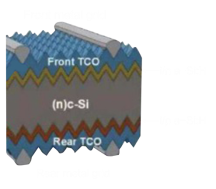 Front TCO
(n)c-Si
Rear TCO